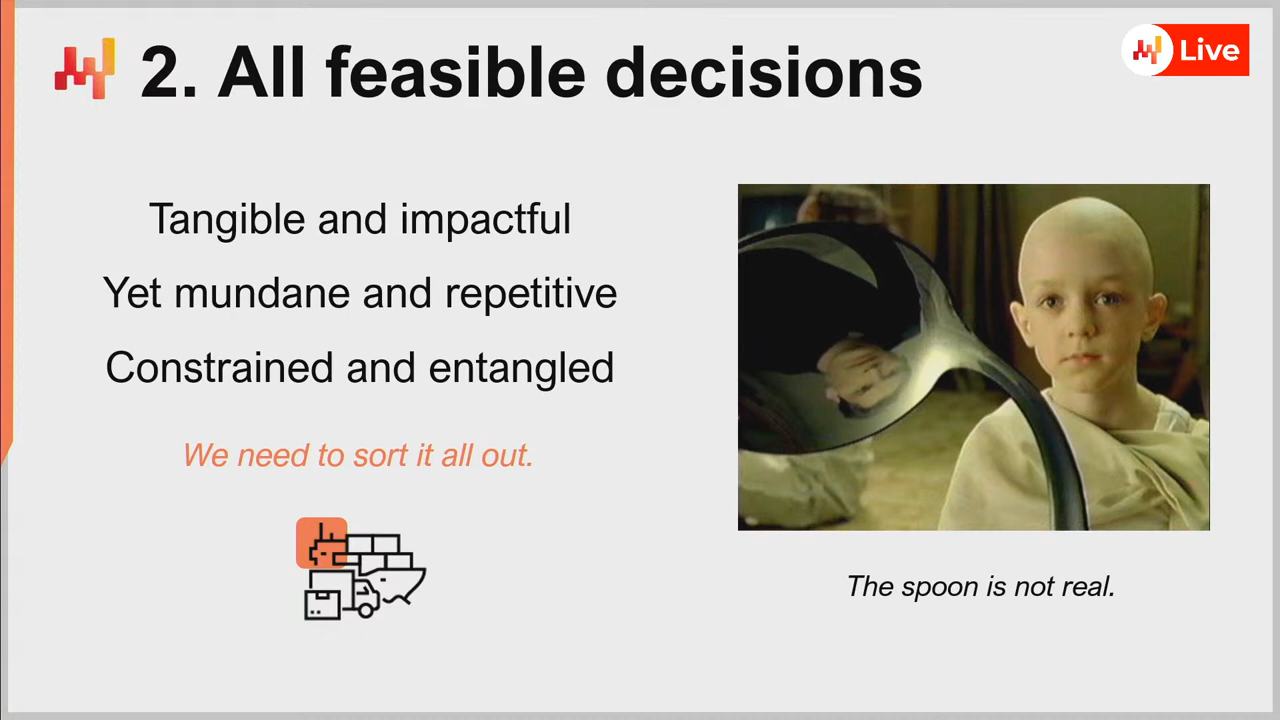 2. All feasible decisions
Live
Tangible and impactful
Yet mundane and repetitive
Constrained and entangled
We need to sort it all out.
The spoon is not real.